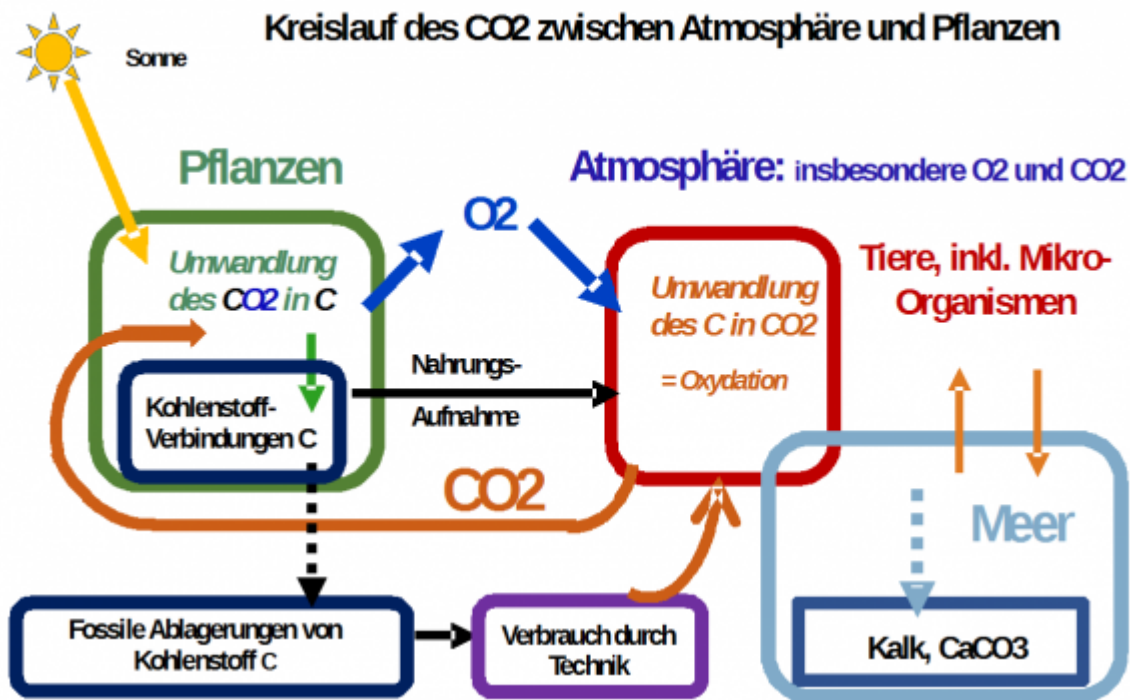 Kreislauf des CO2 zwischen Atmosphäre und Pflanzen
Sonne
Pflanzen
Atmosphäre: insbesondere O2 und CO2
O2
Umwandlung
des CO2 in C
Umwandlung
des C in CO2
= Oxydation
Tiere, inkl. Mikro-
Organismen
Nahrungs-
Aufnahme
Kohlenstoff-
Verbindungen C
CO2
Meer
Fossile Ablagerungen von
Kohlenstoff C
Verbrauch durch
Technik
Kalk, CaCO3